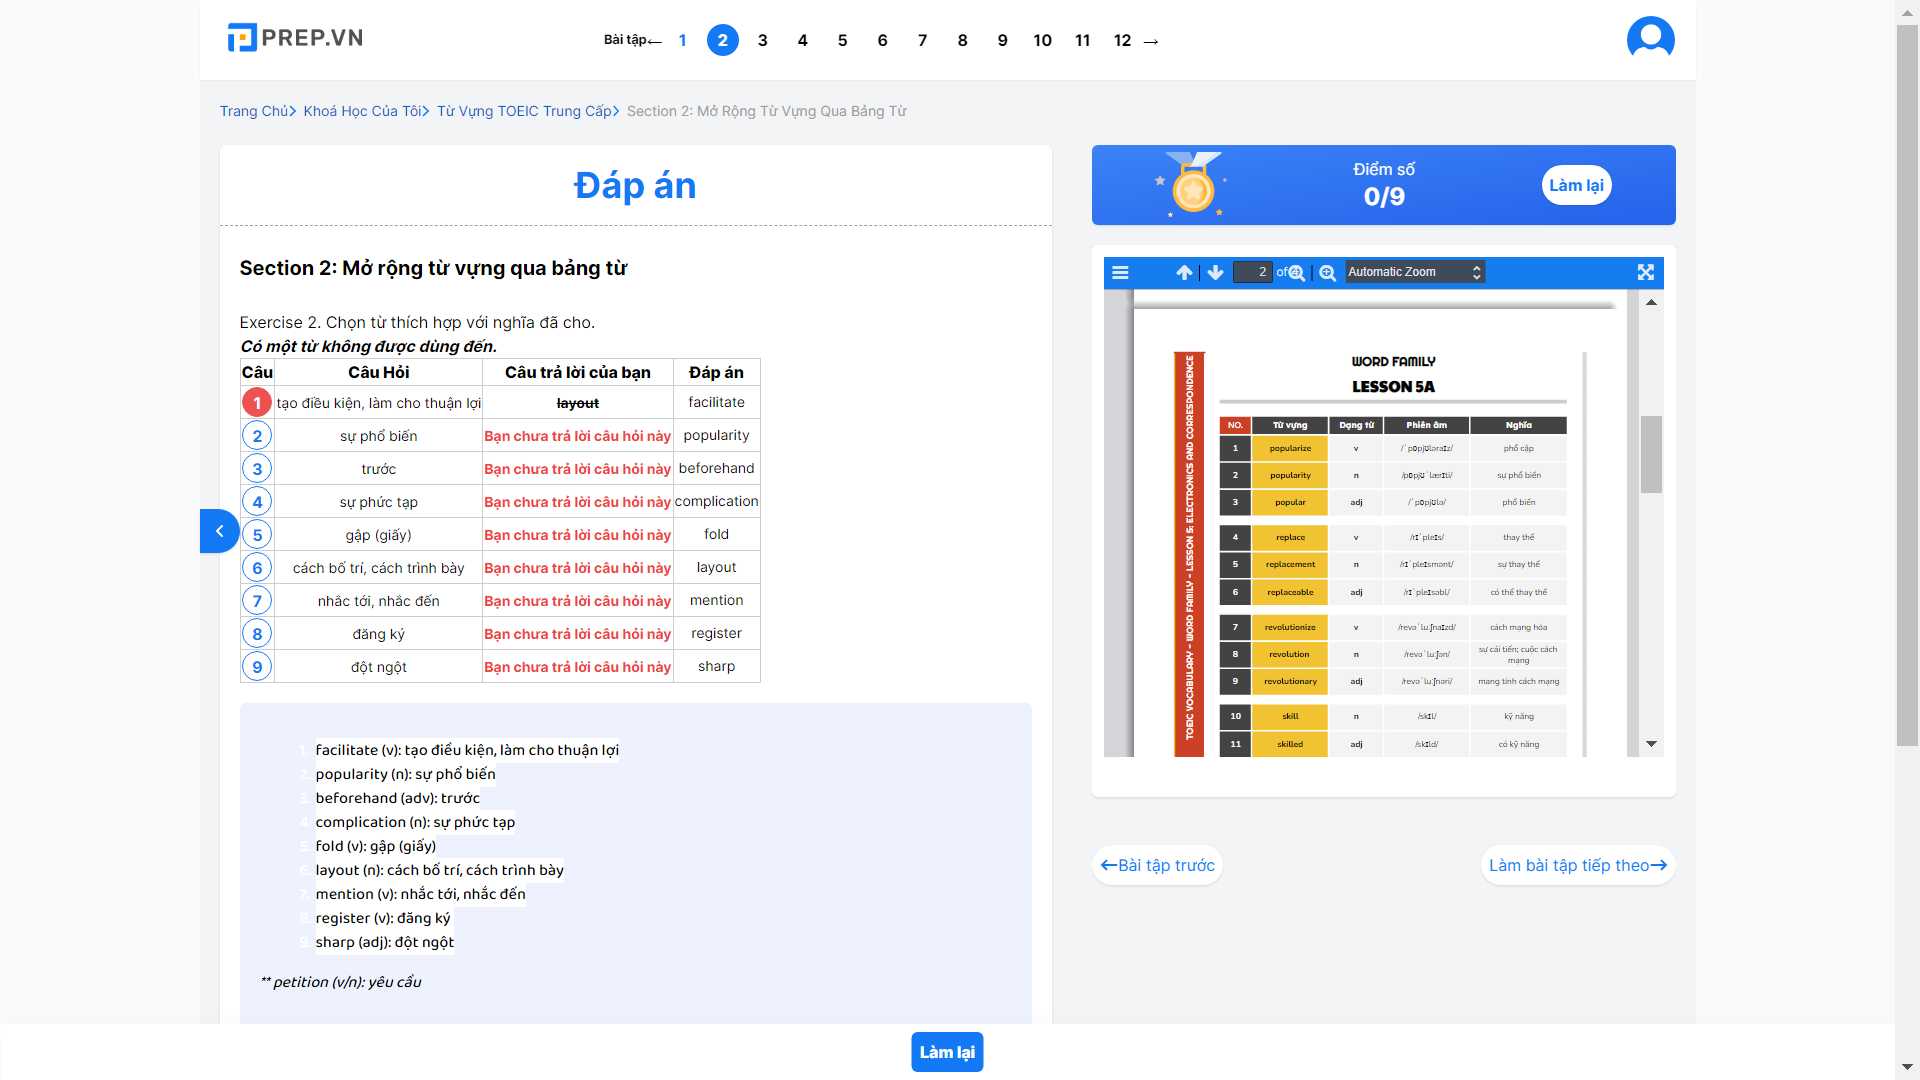 PREP.VN
Bài tập← 1 2 3 4 5 6 7 8 9 10 11 12 →
Trang Chủ> Khoá Học Của Tôi> Từ Vựng TOEIC Trung Cấp> Section 2: Mở Rộng Từ Vựng Qua Bảng Từ
Đáp án
Section 2: Mở rộng từ vựng qua bảng từ
Exercise 2. Chọn từ thích hợp với nghĩa đã cho.
Có một từ không được dùng đến.
Câu Câu Hỏi Câu trả lời của bạn Đáp án
1 tạo điều kiện, làm cho thuận lợi layout facilitate
2 sự phổ biến Bạn chưa trả lời câu hỏi này popularity
3 trước Bạn chưa trả lời câu hỏi này beforehand
4 sự phức tạp Bạn chưa trả lời câu hỏi này complication
5 gập (giấy) Bạn chưa trả lời câu hỏi này fold
6 cách bố trí, cách trình bày Bạn chưa trả lời câu hỏi này layout
7 nhắc tới, nhắc đến Bạn chưa trả lời câu hỏi này mention
8 đăng ký Bạn chưa trả lời câu hỏi này register
9 đột ngột Bạn chưa trả lời câu hỏi này sharp
1. facilitate (v): tạo điều kiện, làm cho thuận lợi
2. popularity (n): sự phổ biến
3. beforehand (adv): trước
4. complication (n): sự phức tạp
5. fold (v): gập (giấy)
6. layout (n): cách bố trí, cách trình bày
7. mention (v): nhắc tới, nhắc đến
8. register (v): đăng ký
9. sharp (adj): đột ngột
** petition (v/n): yêu cầu
Điểm số
0/9
Làm lại
2 of Automatic Zoom
TOEIC VOCABULARY - WORD FAMILY - LESSON 5: ELECTRONICS AND CORRESPONDENCE
WORD FAMILY
LESSON 5A
NO. Từ vựng Dạng từ Phiên âm Nghĩa
1 popularize v /ˈpɒpjʊləraɪz/ phổ cập
2 popularity n /pɒpjʊˈlærɪti/ sự phổ biến
3 popular adj /ˈpɒpjʊlə/ phổ biến
4 replace v /rɪˈpleɪs/ thay thế
5 replacement n /rɪˈpleɪsmənt/ sự thay thế
6 replaceable adj /rɪˈpleɪsəbl/ có thể thay thế
7 revolutionize v /revəˈluːʃnaɪzd/ cách mạng hóa
8 revolution n /revəˈluːʃən/ sự cải tiến; cuộc cách mạng
9 revolutionary adj /revəˈluːʃnəri/ mang tính cách mạng
10 skill n /skɪl/ kỹ năng
11 skilled adj /skɪld/ có kỹ năng
←Bài tập trước
Làm bài tập tiếp theo→
Làm lại